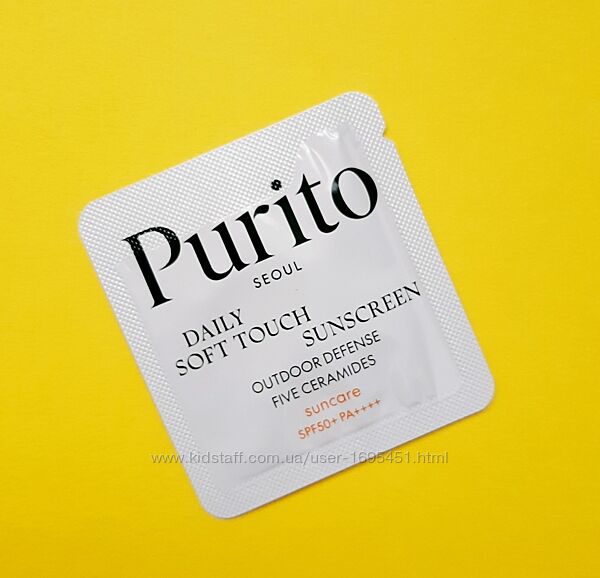 Purito
SEOUL
DAILY
SOFT TOUCH SUNSCREEN
OUTDOOR DEFENSE
FIVE CERAMIDES
suncare
SPF50+ PA++++
www.kidstaff.com.ua/user-1695451.html